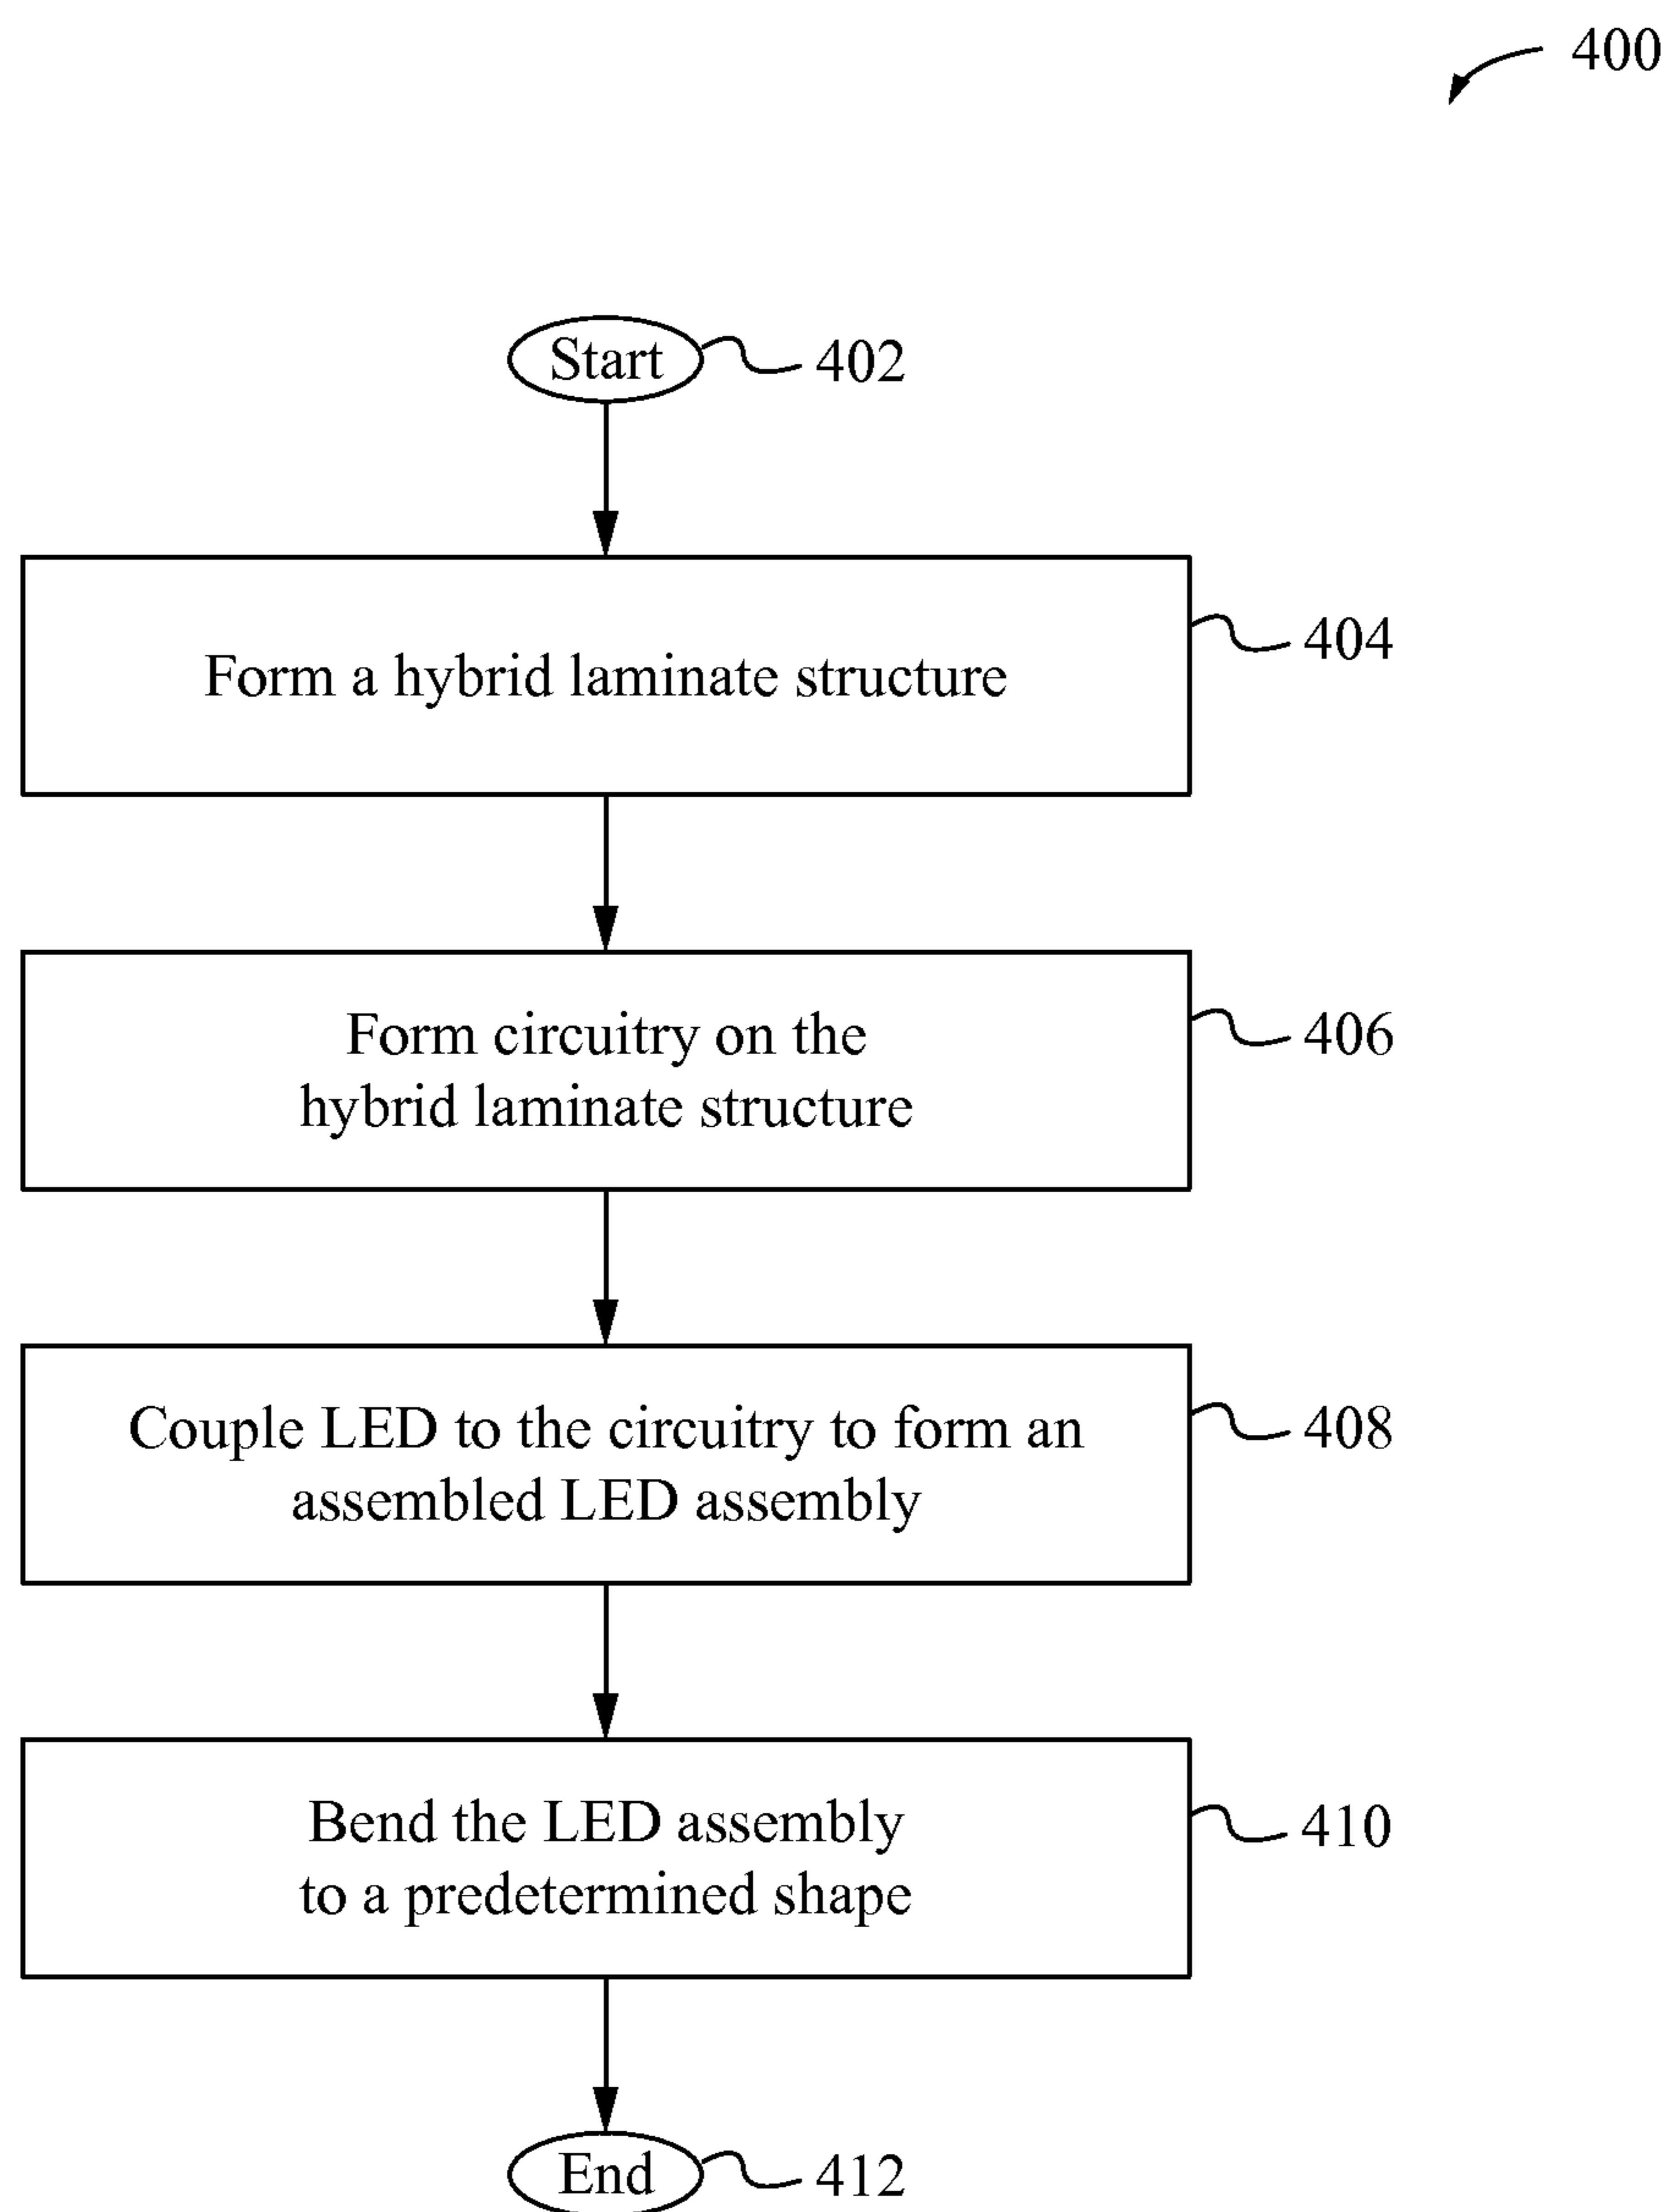 400
Start
402
Form a hybrid laminate structure
404
Form circuitry on the
hybrid laminate structure
406
Couple LED to the circuitry to form an
assembled LED assembly
408
Bend the LED assembly
to a predetermined shape
410
End
412